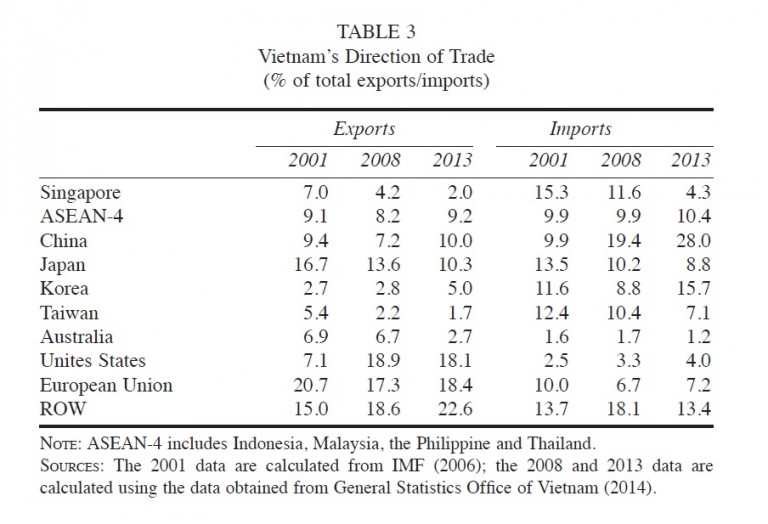 TABLE 3
Vietnam’s Direction of Trade
(% of total exports/imports)
Exports Imports
2001 2008 2013 2001 2008 2013
Singapore 7.0 4.2 2.0 15.3 11.6 4.3
ASEAN-4 9.1 8.2 9.2 9.9 9.9 10.4
China 9.4 7.2 10.0 9.9 19.4 28.0
Japan 16.7 13.6 10.3 13.5 10.2 8.8
Korea 2.7 2.8 5.0 11.6 8.8 15.7
Taiwan 5.4 2.2 1.7 12.4 10.4 7.1
Australia 6.9 6.7 2.7 1.6 1.7 1.2
Unites States 7.1 18.9 18.1 2.5 3.3 4.0
European Union 20.7 17.3 18.4 10.0 6.7 7.2
ROW 15.0 18.6 22.6 13.7 18.1 13.4
NOTE: ASEAN-4 includes Indonesia, Malaysia, the Philippine and Thailand.
SOURCES: The 2001 data are calculated from IMF (2006); the 2008 and 2013 data are
calculated using the data obtained from General Statistics Office of Vietnam (2014).